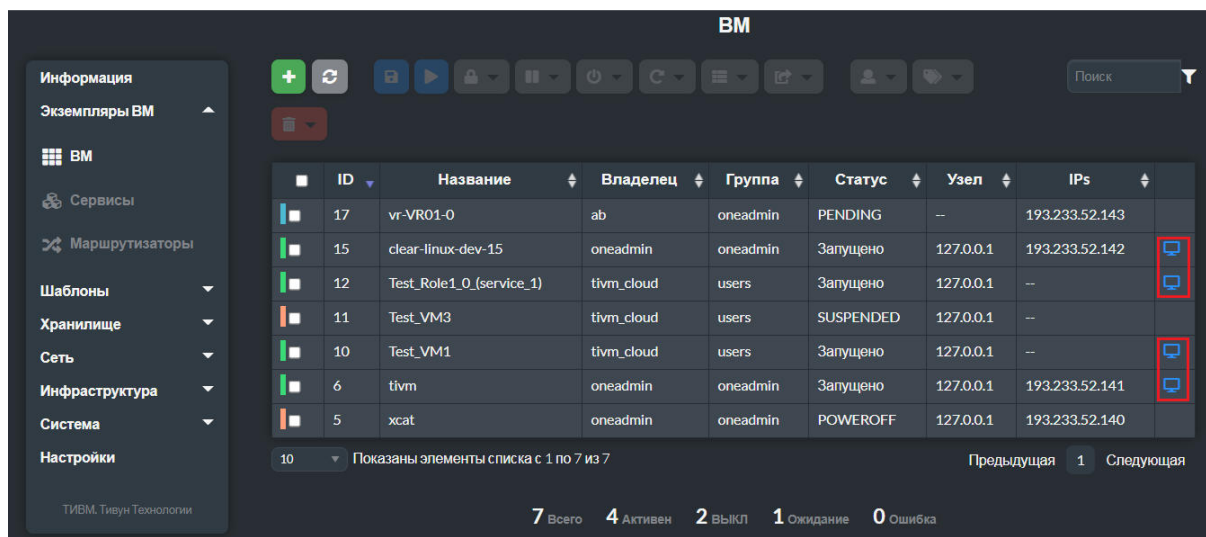 ВМ
Информация
Экземпляры ВМ
ВМ
Сервисы
Маршрутизаторы
Шаблоны
Хранилище
Сеть
Инфраструктура
Система
Настройки
ТИВМ. Тивун Технологии
Поиск
ID Название Владелец Группа Статус Узел IPs
17 vr-VR01-0 ab oneadmin PENDING -- 193.233.52.143
15 clear-linux-dev-15 oneadmin oneadmin Запущено 127.0.0.1 193.233.52.142
12 Test_Role1_0_(service_1) tivm_cloud users Запущено 127.0.0.1 --
11 Test_VM3 tivm_cloud users SUSPENDED 127.0.0.1 --
10 Test_VM1 tivm_cloud users Запущено 127.0.0.1 --
6 tivm oneadmin oneadmin Запущено 127.0.0.1 193.233.52.141
5 xcat oneadmin oneadmin POWEROFF 127.0.0.1 193.233.52.140
10 Показаны элементы списка с 1 по 7 из 7 Предыдущая 1 Следующая
7 Всего 4 Активен 2 ВЫКЛ 1 Ожидание 0 Ошибка